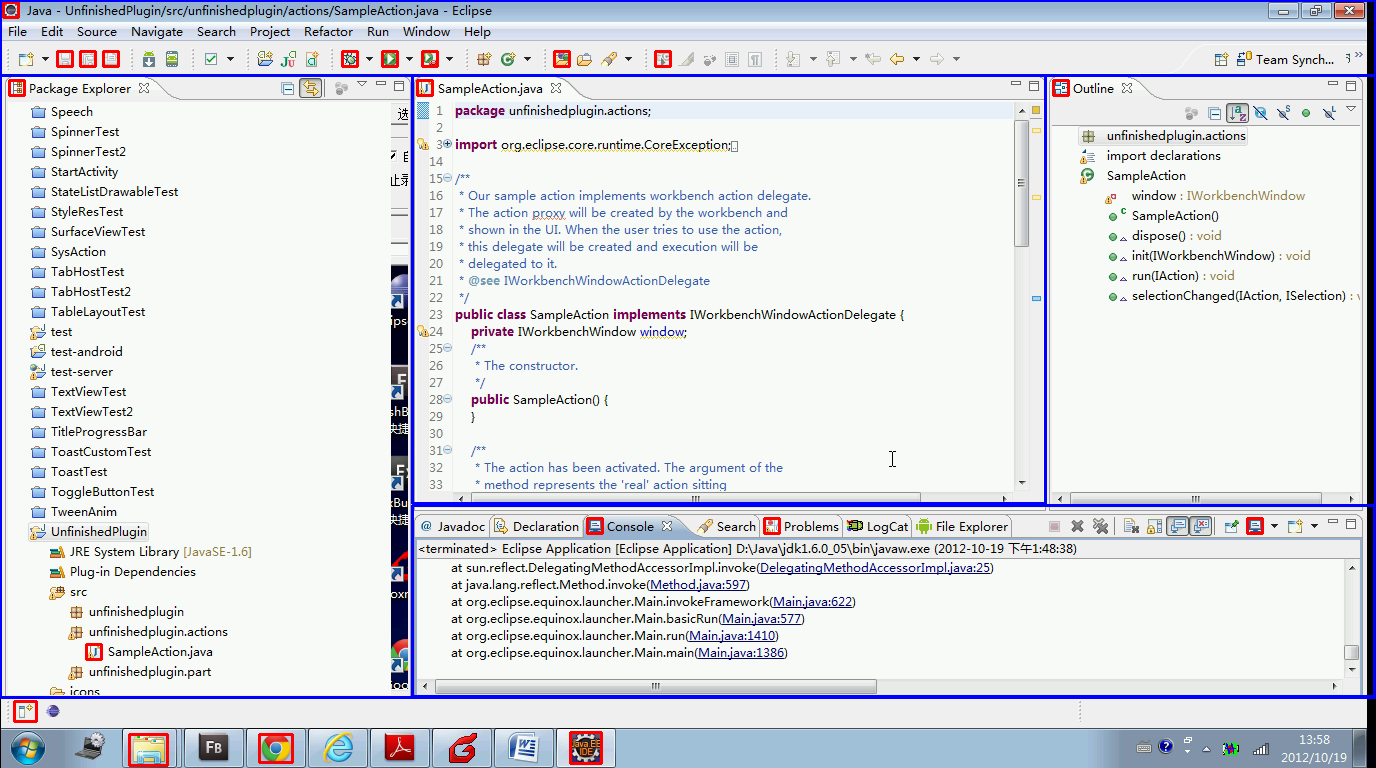 Java - UnfinishedPlugin/src/unfinishedplugin/actions/SampleAction.java - Eclipse
File Edit Source Navigate Search Project Refactor Run Window Help
Team Synch...
Package Explorer
Speech
SpinnerTest
SpinnerTest2
StartActivity
StateListDrawableTest
StyleResTest
SurfaceViewTest
SysAction
TabHostTest
TabHostTest2
TableLayoutTest
test
test-android
test-server
TextViewTest
TextViewTest2
TitleProgressBar
ToastCustomTest
ToastTest
ToggleButtonTest
TweenAnim
UnfinishedPlugin
JRE System Library [JavaSE-1.6]
Plug-in Dependencies
src
unfinishedplugin
unfinishedplugin.actions
SampleAction.java
unfinishedplugin.part
icons
SampleAction.java
1 package unfinishedplugin.actions;
2
3 import org.eclipse.core.runtime.CoreException;
14
15 /**
16 * Our sample action implements workbench action delegate.
17 * The action proxy will be created by the workbench and
18 * shown in the UI. When the user tries to use the action,
19 * this delegate will be created and execution will be
20 * delegated to it.
21 * @see IWorkbenchWindowActionDelegate
22 */
23 public class SampleAction implements IWorkbenchWindowActionDelegate {
24 private IWorkbenchWindow window;
25 /**
26 * The constructor.
27 */
28 public SampleAction() {
29 }
30
31 /**
32 * The action has been activated. The argument of the
33 * method represents the 'real' action sitting
Outline
unfinishedplugin.actions
import declarations
SampleAction
window : IWorkbenchWindow
SampleAction()
dispose() : void
init(IWorkbenchWindow) : void
run(IAction) : void
selectionChanged(IAction, ISelection) :
@ Javadoc Declaration Console Search Problems LogCat File Explorer
<terminated> Eclipse Application [Eclipse Application] D:\Java\jdk1.6.0_05\bin\javaw.exe (2012-10-19 下午1:48:38)
at sun.reflect.DelegatingMethodAccessorImpl.invoke(DelegatingMethodAccessorImpl.java:25)
at java.lang.reflect.Method.invoke(Method.java:597)
at org.eclipse.equinox.launcher.Main.invokeFramework(Main.java:622)
at org.eclipse.equinox.launcher.Main.basicRun(Main.java:577)
at org.eclipse.equinox.launcher.Main.run(Main.java:1410)
at org.eclipse.equinox.launcher.Main.main(Main.java:1386)
FB
Java EE
IDE
13:58
2012/10/19